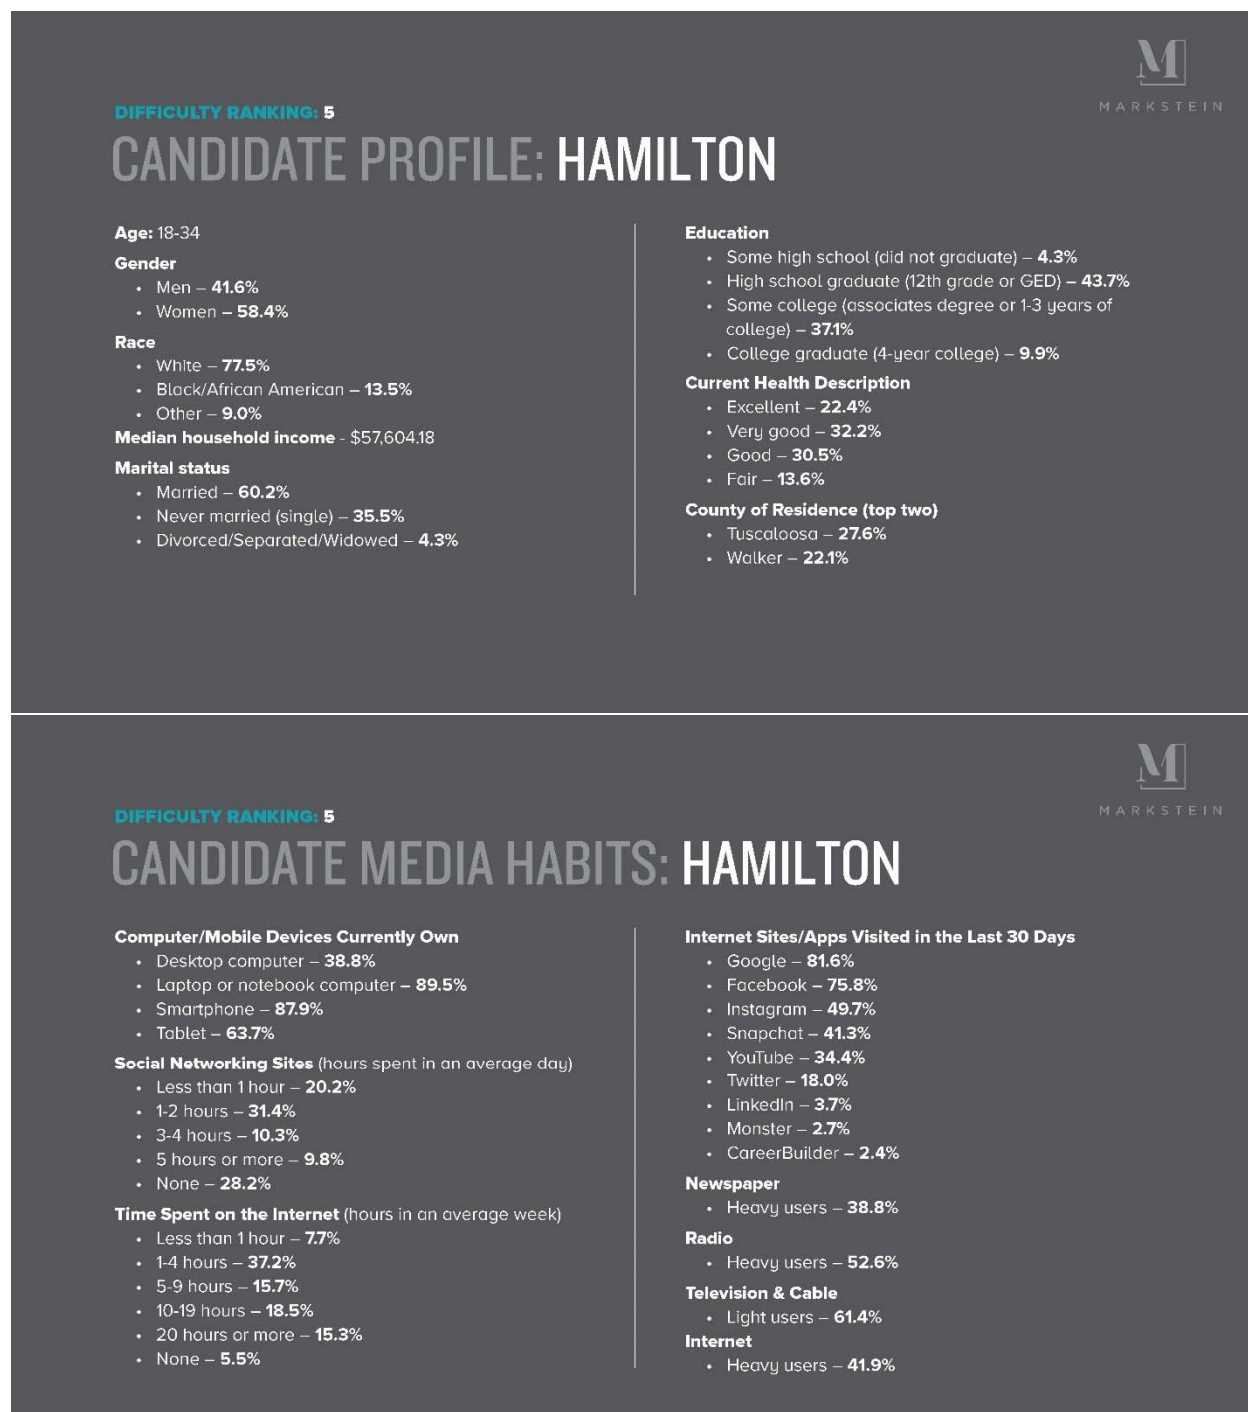 M
MARKSTEIN
DIFFICULTY RANKING: 5
CANDIDATE PROFILE: HAMILTON
Age: 18-34
Gender
• Men – 41.6%
• Women – 58.4%
Race
• White – 77.5%
• Black/African American – 13.5%
• Other – 9.0%
Median household income - $57,604.18
Marital status
• Married – 60.2%
• Never married (single) – 35.5%
• Divorced/Separated/Widowed – 4.3%
Education
• Some high school (did not graduate) – 4.3%
• High school graduate (12th grade or GED) – 43.7%
• Some college (associates degree or 1-3 years of
college) – 37.1%
• College graduate (4-year college) – 9.9%
Current Health Description
• Excellent – 22.4%
• Very good – 32.2%
• Good – 30.5%
• Fair – 13.6%
County of Residence (top two)
• Tuscaloosa – 27.6%
• Walker – 22.1%
M
MARKSTEIN
DIFFICULTY RANKING: 5
CANDIDATE MEDIA HABITS: HAMILTON
Computer/Mobile Devices Currently Own
• Desktop computer – 38.8%
• Laptop or notebook computer – 89.5%
• Smartphone – 87.9%
• Tablet – 63.7%
Social Networking Sites (hours spent in an average day)
• Less than 1 hour – 20.2%
• 1-2 hours – 31.4%
• 3-4 hours – 10.3%
• 5 hours or more – 9.8%
• None – 28.2%
Time Spent on the Internet (hours in an average week)
• Less than 1 hour – 7.7%
• 1-4 hours – 37.2%
• 5-9 hours – 15.7%
• 10-19 hours – 18.5%
• 20 hours or more – 15.3%
• None – 5.5%
Internet Sites/Apps Visited in the Last 30 Days
• Google – 81.6%
• Facebook – 75.8%
• Instagram – 49.7%
• Snapchat – 41.3%
• YouTube – 34.4%
• Twitter – 18.0%
• LinkedIn – 3.7%
• Monster – 2.7%
• CareerBuilder – 2.4%
Newspaper
• Heavy users – 38.8%
Radio
• Heavy users – 52.6%
Television & Cable
• Light users – 61.4%
Internet
• Heavy users – 41.9%